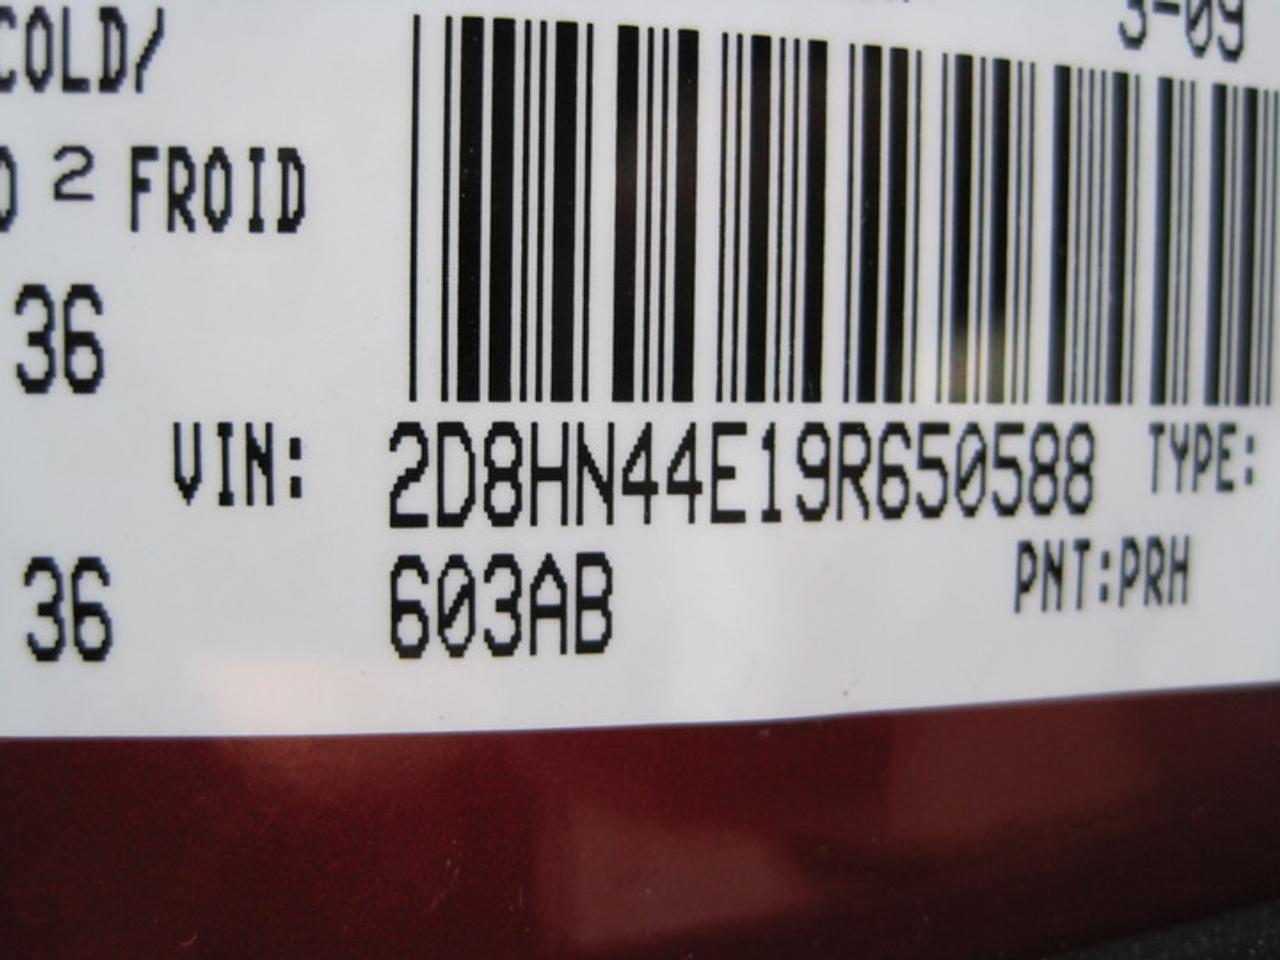 3-09
COLD/
2 FROID
36
VIN: 2D8HN44E19R650588 TYPE:
36 603AB PNT:PRH